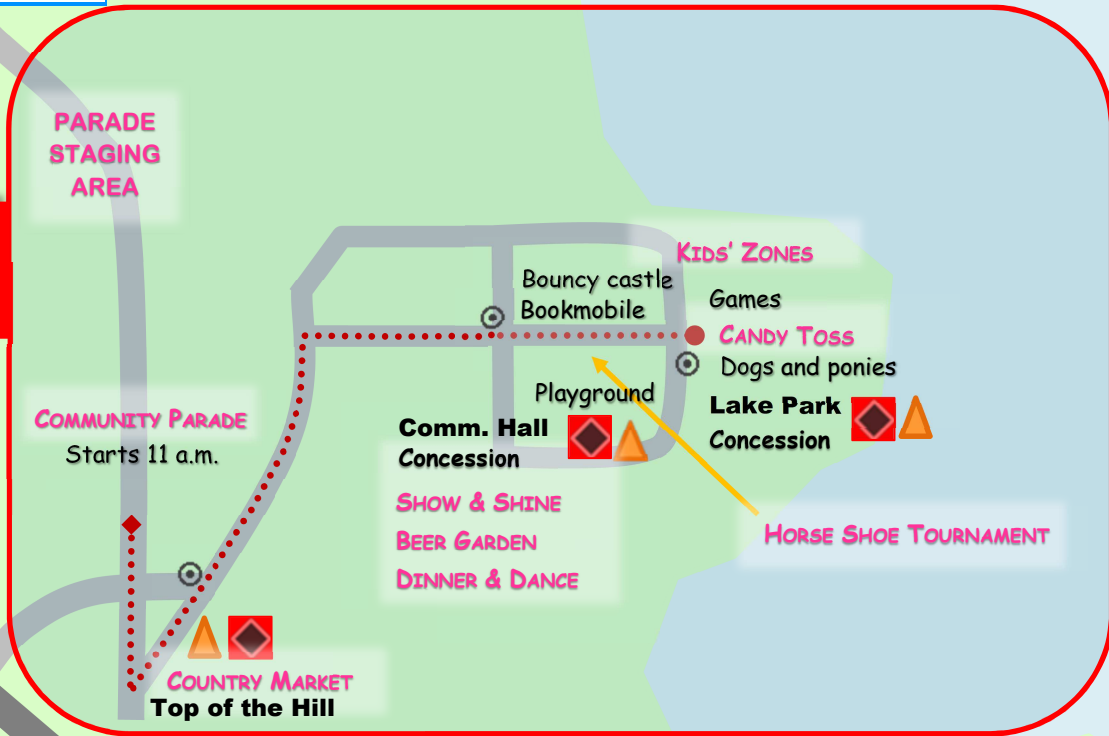 PARADE
STAGING
AREA
KIDS' ZONES
Bouncy castle
Bookmobile
Games
CANDY TOSS
Dogs and ponies
Playground
Lake Park
Concession
COMMUNITY PARADE
Starts 11 a.m.
Comm. Hall
Concession
SHOW & SHINE
BEER GARDEN
DINNER & DANCE
HORSE SHOE TOURNAMENT
COUNTRY MARKET
Top of the Hill